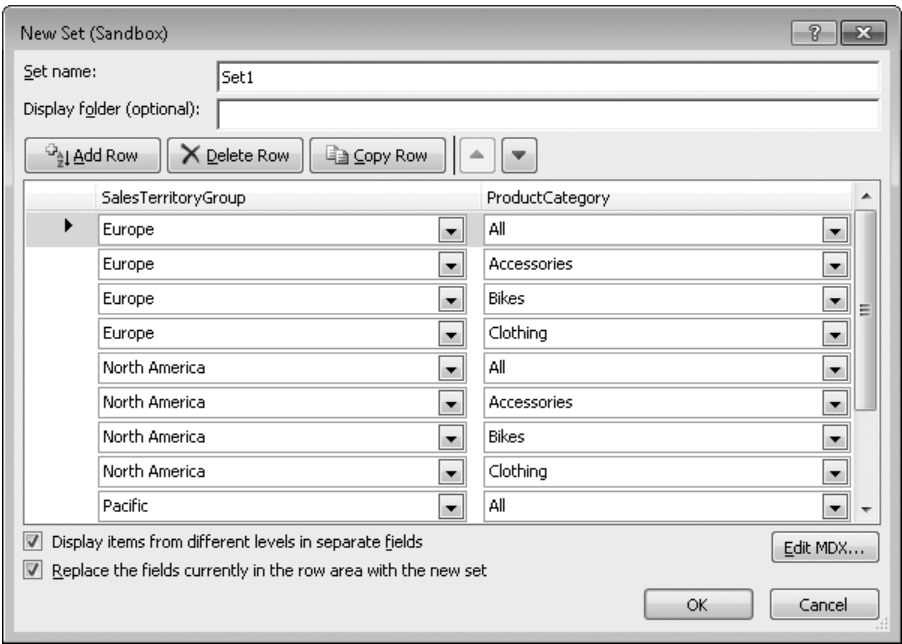 New Set (Sandbox)
Set name: Set1
Display folder (optional):
Add Row Delete Row Copy Row
SalesTerritoryGroup ProductCategory
Europe All
Europe Accessories
Europe Bikes
Europe Clothing
North America All
North America Accessories
North America Bikes
North America Clothing
Pacific All
Display items from different levels in separate fields
Edit MDX...
Replace the fields currently in the row area with the new set
OK Cancel